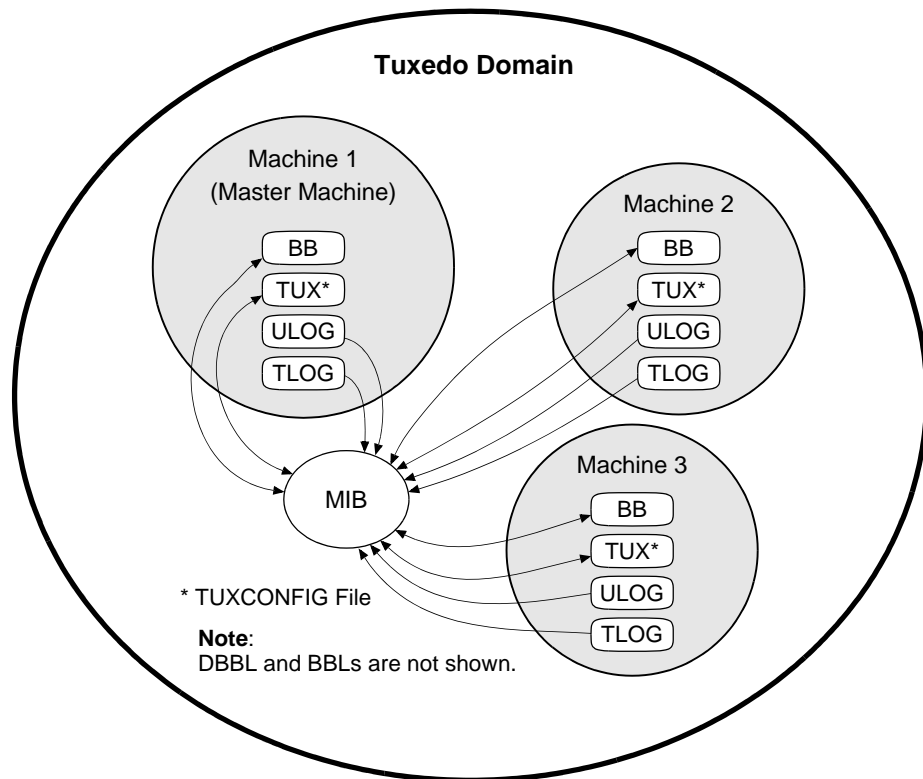 Tuxedo Domain
Machine 1
(Master Machine)
BB
TUX*
ULOG
TLOG
Machine 2
BB
TUX*
ULOG
TLOG
MIB
Machine 3
BB
TUX*
ULOG
TLOG
* TUXCONFIG File
Note:
DBBL and BBLs are not shown.